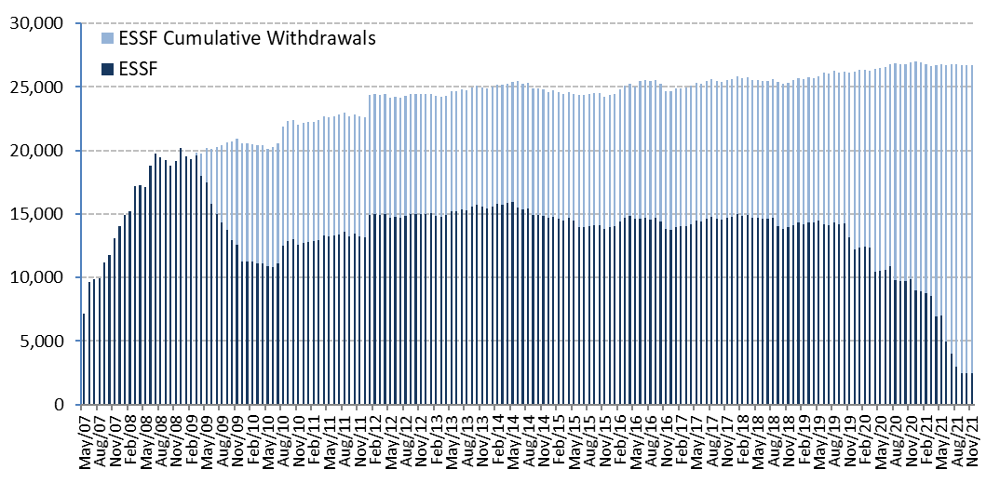 30,000
ESSF Cumulative Withdrawals
ESSF
25,000
20,000
15,000
10,000
5,000
0
May/07
Aug/07
Nov/07
Feb/08
May/08
Aug/08
Nov/08
Feb/09
May/09
Aug/09
Nov/09
Feb/10
May/10
Aug/10
Nov/10
Feb/11
May/11
Aug/11
Nov/11
Feb/12
May/12
Aug/12
Nov/12
Feb/13
May/13
Aug/13
Nov/13
Feb/14
May/14
Aug/14
Nov/14
Feb/15
May/15
Aug/15
Nov/15
Feb/16
May/16
Aug/16
Nov/16
Feb/17
May/17
Aug/17
Nov/17
Feb/18
May/18
Aug/18
Nov/18
Feb/19
May/19
Aug/19
Nov/19
Feb/20
May/20
Aug/20
Nov/20
Feb/21
May/21
Aug/21
Nov/21